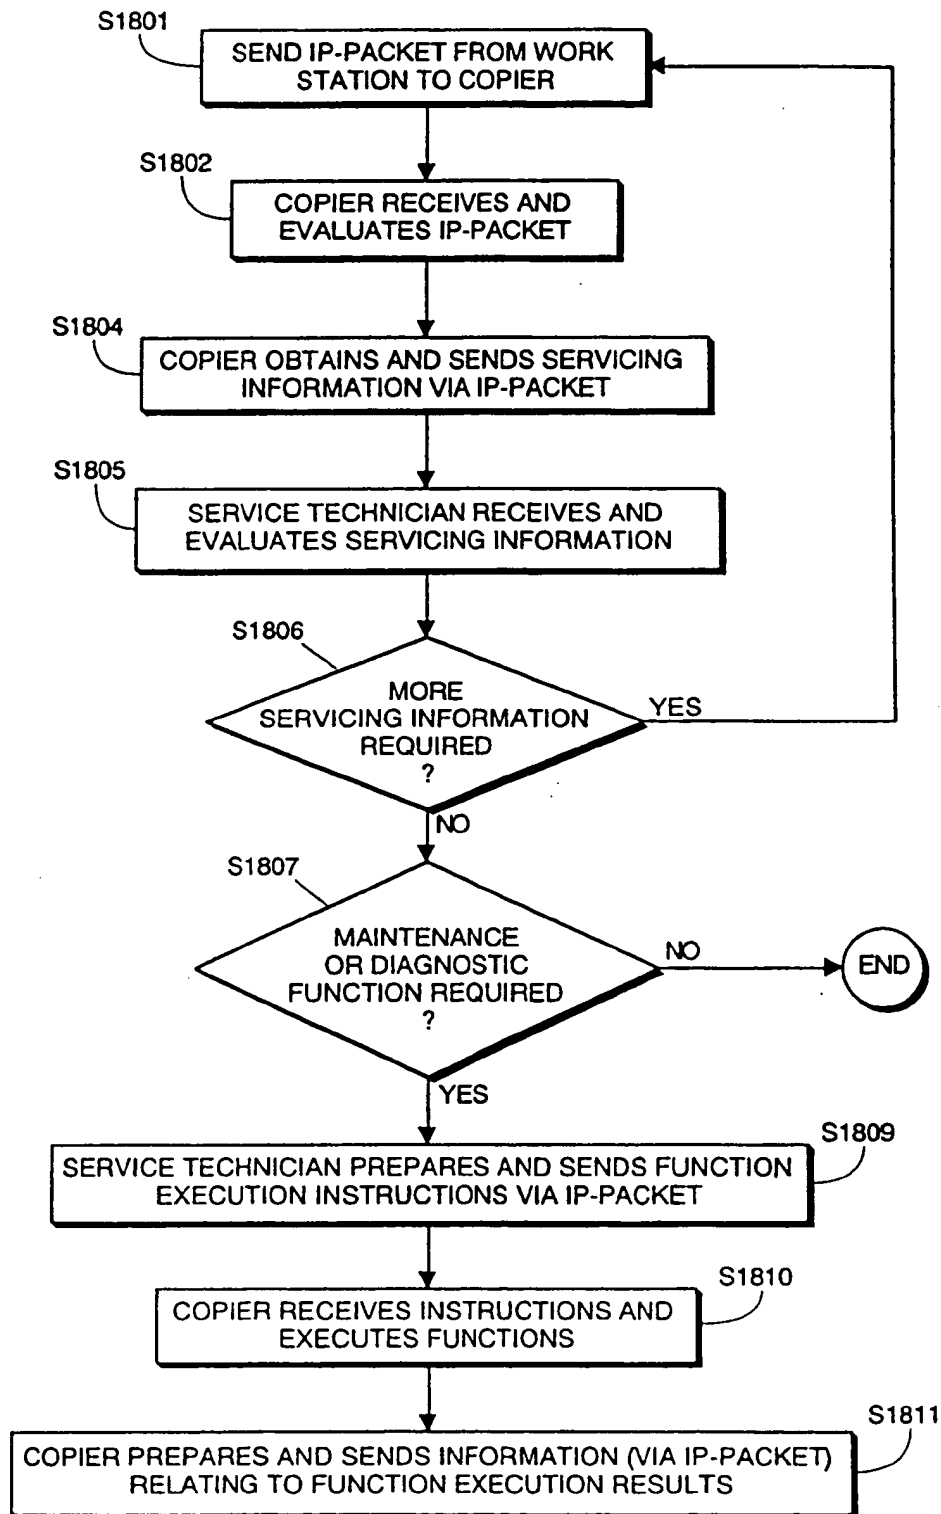 S1801
SEND IP-PACKET FROM WORK
STATION TO COPIER
S1802
COPIER RECEIVES AND
EVALUATES IP-PACKET
S1804
COPIER OBTAINS AND SENDS SERVICING
INFORMATION VIA IP-PACKET
S1805
SERVICE TECHNICIAN RECEIVES AND
EVALUATES SERVICING INFORMATION
S1806
MORE
SERVICING INFORMATION
REQUIRED
?
YES
NO
S1807
MAINTENANCE
OR DIAGNOSTIC
FUNCTION REQUIRED
?
NO
END
YES
S1809
SERVICE TECHNICIAN PREPARES AND SENDS FUNCTION
EXECUTION INSTRUCTIONS VIA IP-PACKET
S1810
COPIER RECEIVES INSTRUCTIONS AND
EXECUTES FUNCTIONS
S1811
COPIER PREPARES AND SENDS INFORMATION (VIA IP-PACKET)
RELATING TO FUNCTION EXECUTION RESULTS